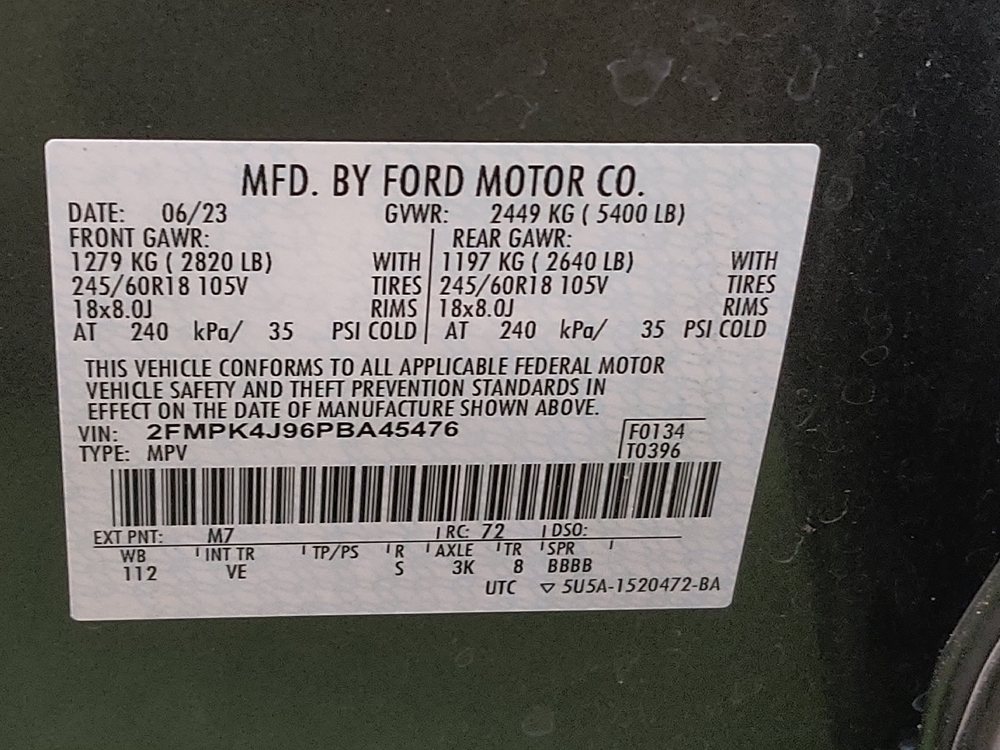 MFD. BY FORD MOTOR CO.
DATE: 06/23 GVWR: 2449 KG ( 5400 LB)
FRONT GAWR: REAR GAWR:
1279 KG ( 2820 LB) WITH 1197 KG ( 2640 LB) WITH
245/60R18 105V TIRES 245/60R18 105V TIRES
18x8.0J RIMS 18x8.0J RIMS
AT 240 kPa/ 35 PSI COLD AT 240 kPa/ 35 PSI COLD
THIS VEHICLE CONFORMS TO ALL APPLICABLE FEDERAL MOTOR
VEHICLE SAFETY AND THEFT PREVENTION STANDARDS IN
EFFECT ON THE DATE OF MANUFACTURE SHOWN ABOVE.
VIN: 2FMPK4J96PBA45476 F0134
TYPE: MPV T0396
EXT PNT: M7 RC: 72 DSO:
WB INT TR TP/PS R AXLE TR SPR
112 VE S 3K 8 BBBB
UTC ▽ 5U5A-1520472-BA